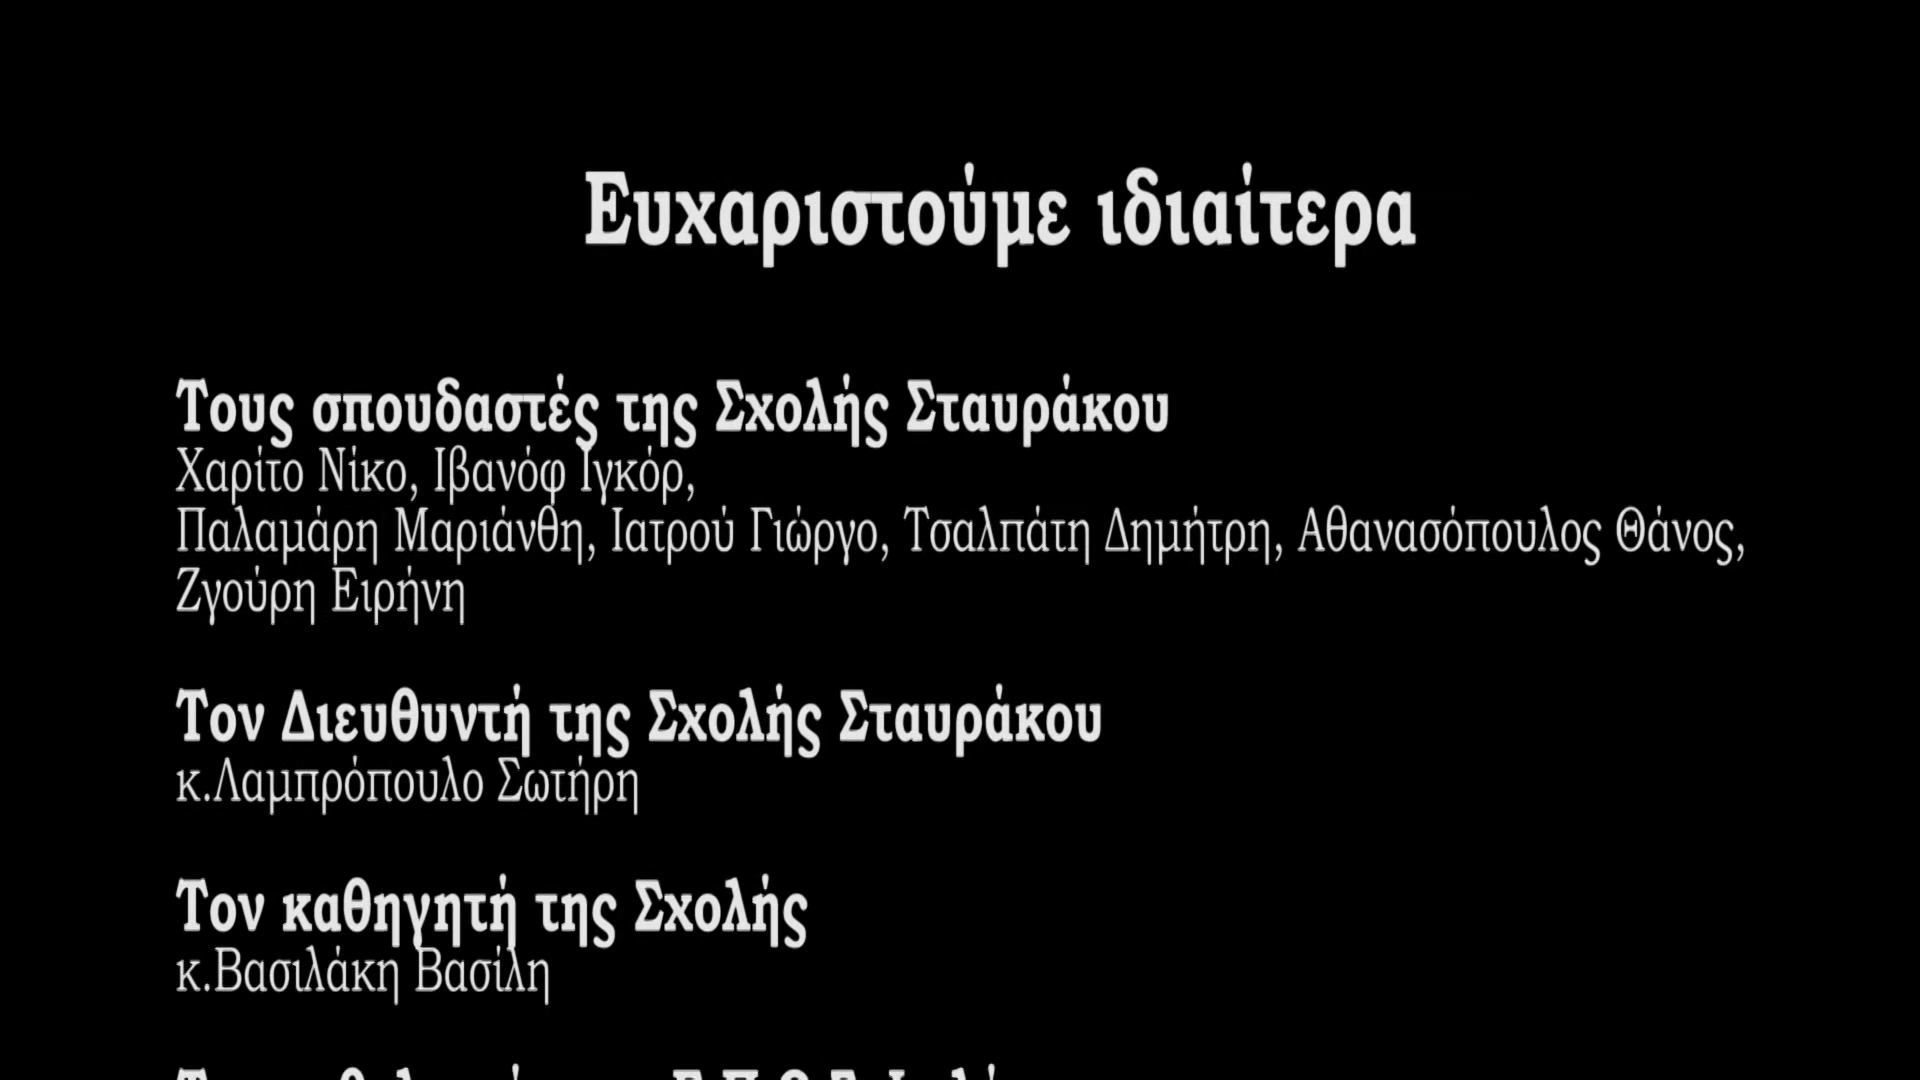 Ευχαριστούμε ιδιαίτερα
Τους σπουδαστές της Σχολής Σταυράκου
Χαρίτο Νίκο, Ιβανόφ Ιγκόρ,
Παλαμάρη Μαριάνθη, Ιατρού Γιώργο, Τσαλπάτη Δημήτρη, Αθανασόπουλος Θάνος,
Ζγούρη Ειρήνη
Τον Διευθυντή της Σχολής Σταυράκου
κ.Λαμπρόπουλο Σωτήρη
Τον καθηγητή της Σχολής
κ.Βασιλάκη Βασίλη